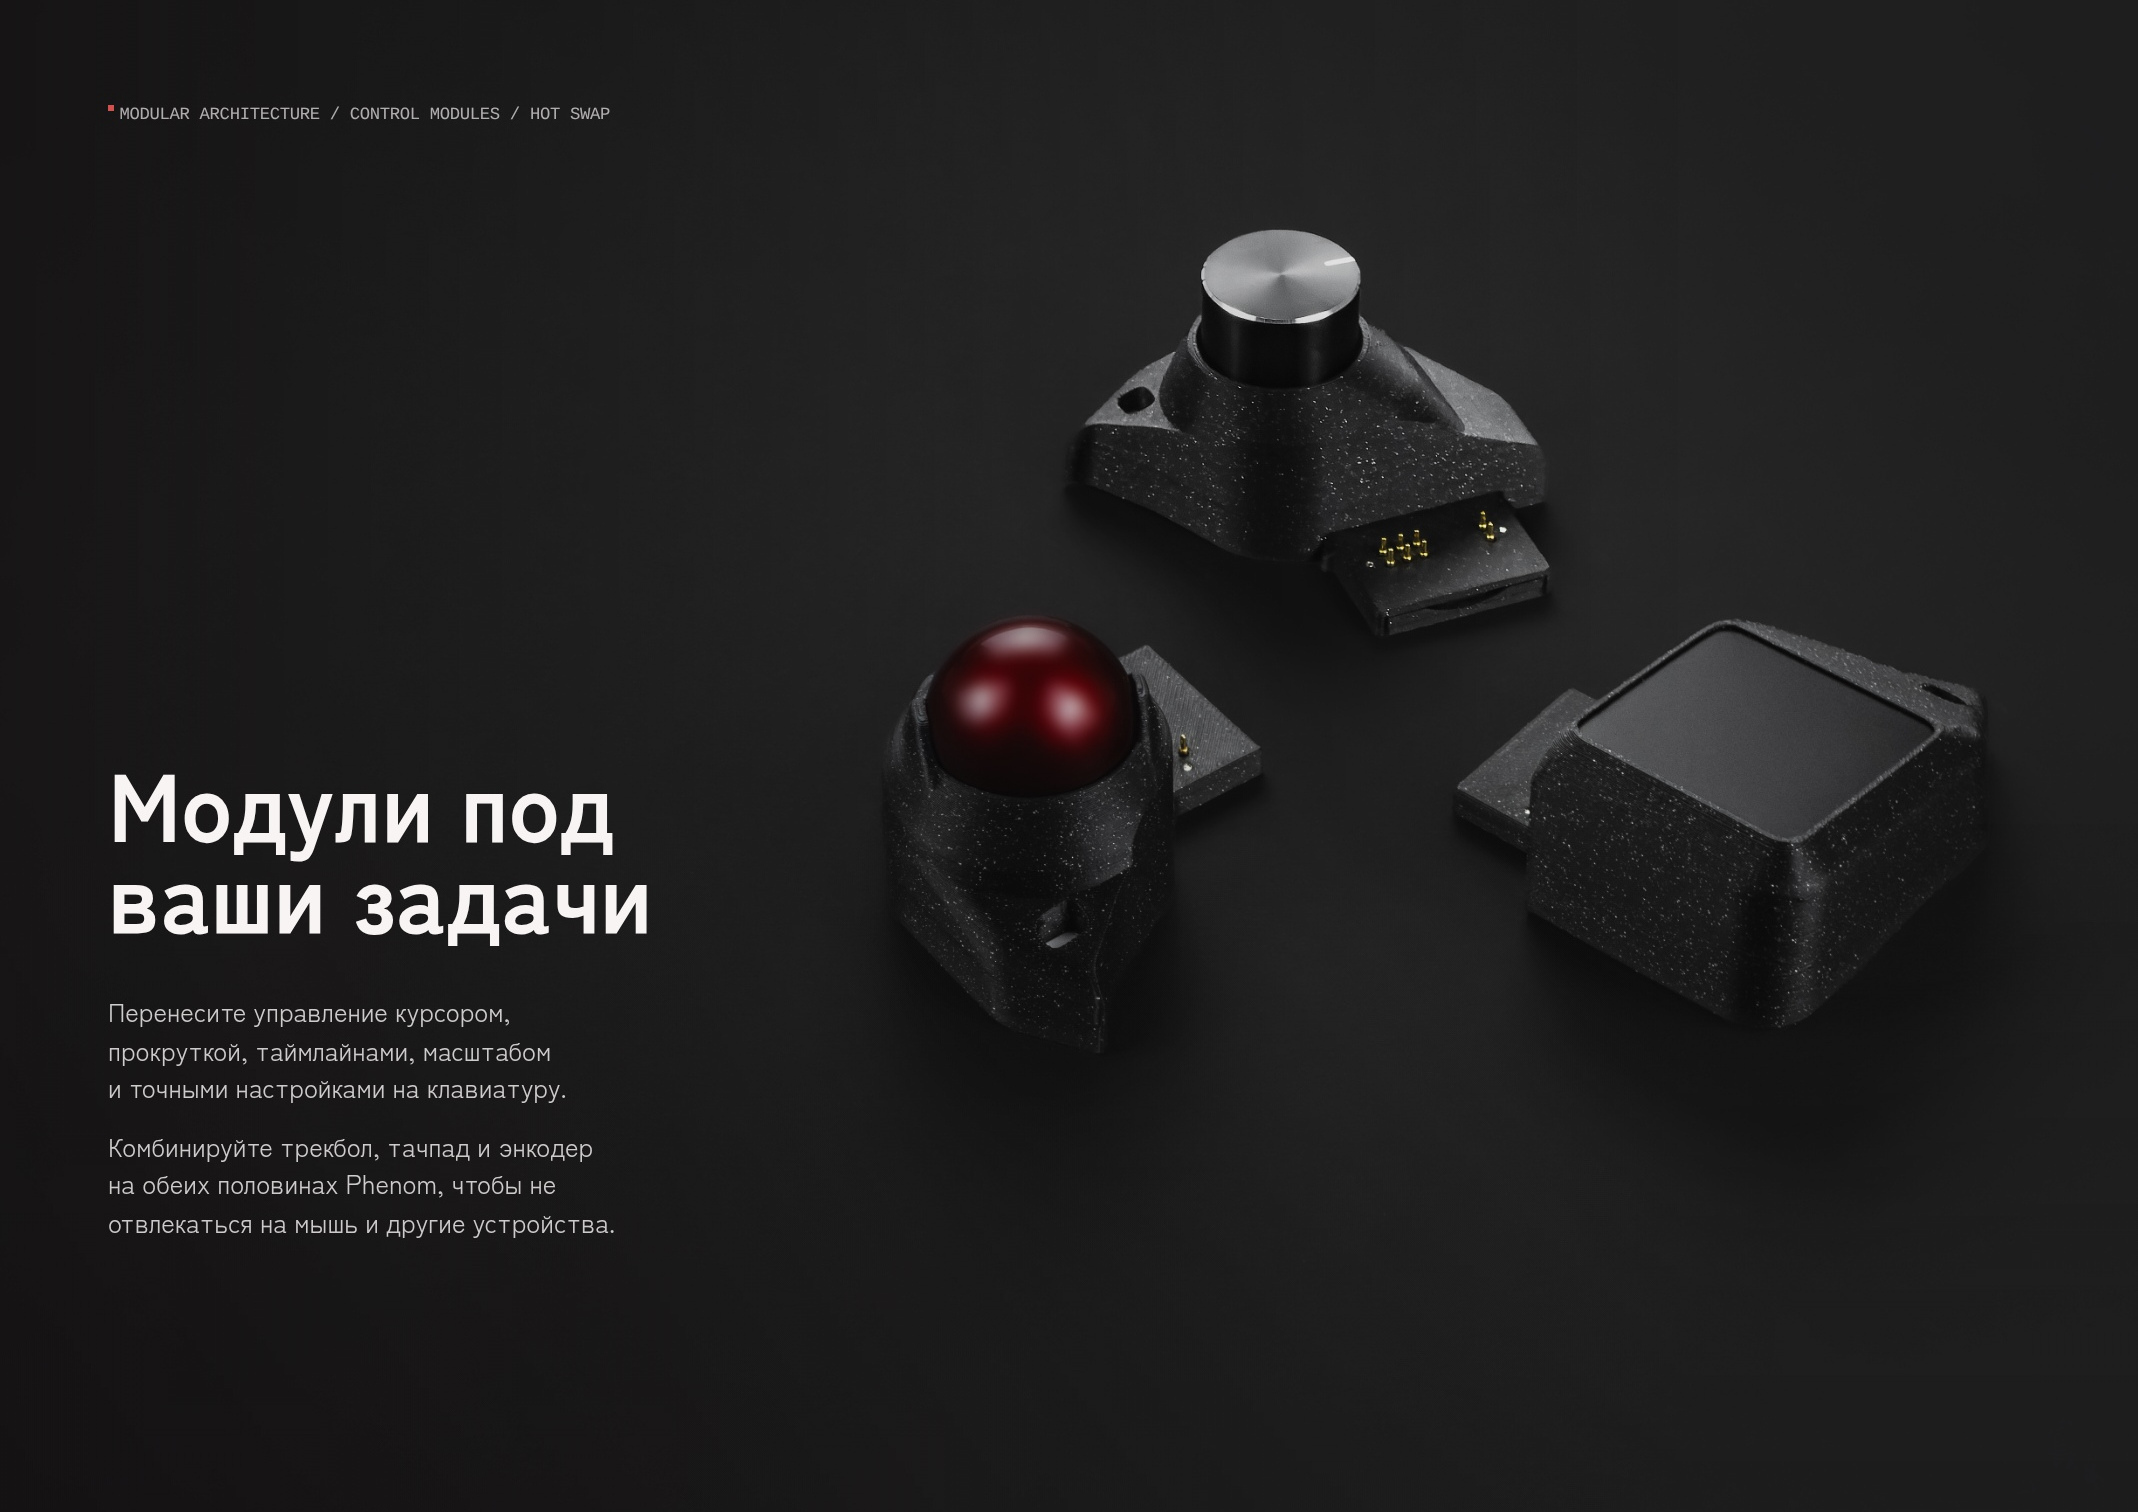 MODULAR ARCHITECTURE / CONTROL MODULES / HOT SWAP
Модули под
ваши задачи
Перенесите управление курсором,
прокруткой, таймлайнами, масштабом
и точными настройками на клавиатуру.
Комбинируйте трекбол, тачпад и энкодер
на обеих половинах Phenom, чтобы не
отвлекаться на мышь и другие устройства.